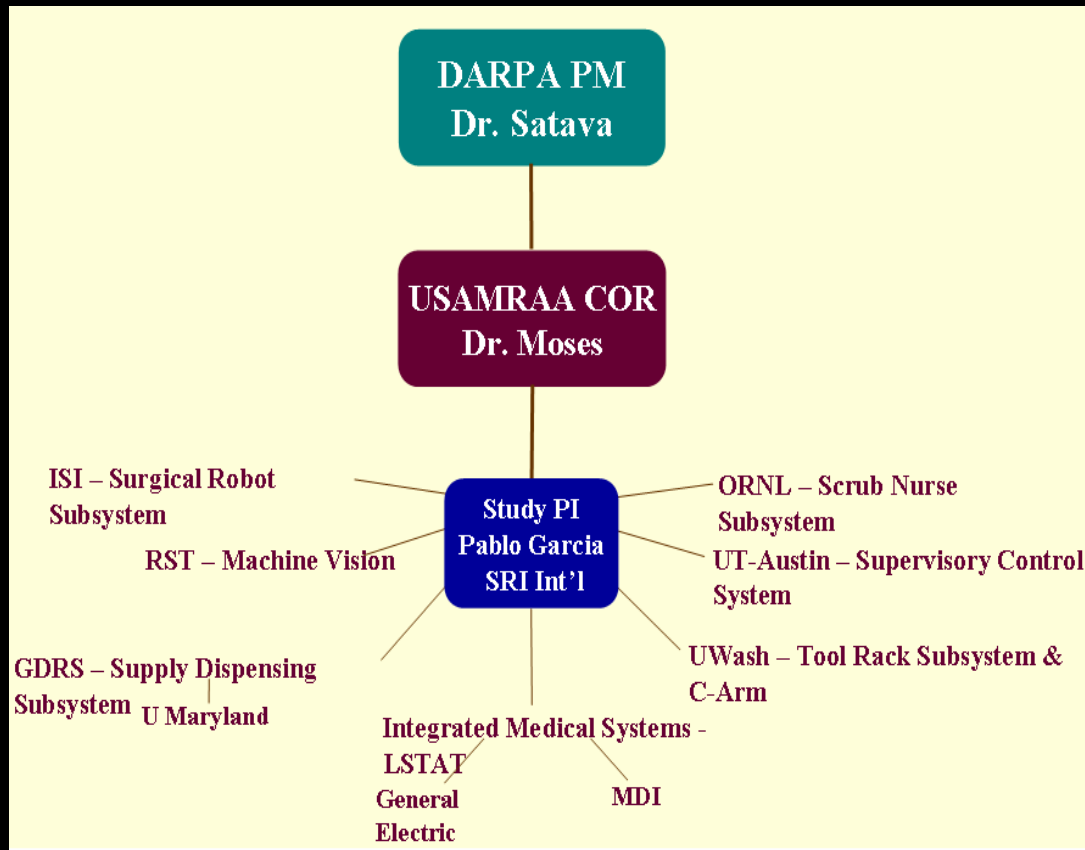 DARPA PM
Dr. Satava
USAMRAA COR
Dr. Moses
Study PI
Pablo Garcia
SRI Int’l
ISI – Surgical Robot
Subsystem
RST – Machine Vision
GDRS – Supply Dispensing
Subsystem
U Maryland
Integrated Medical Systems -
LSTAT
General
Electric
MDI
ORNL – Scrub Nurse
Subsystem
UT-Austin – Supervisory Control
System
UWash – Tool Rack Subsystem &
C-Arm